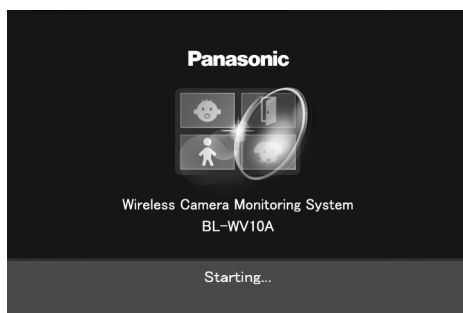 Panasonic
Wireless Camera Monitoring System
BL-WV10A
Starting...